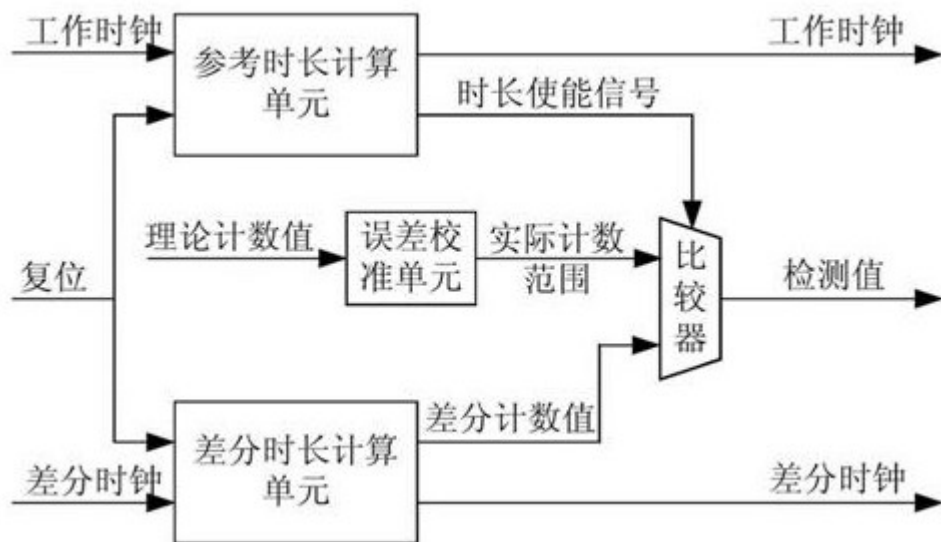 工作时钟
参考时长计算
单元
工作时钟
时长使能信号
理论计数值
误差校
准单元
实际计数
范围
比
较
器
复位
检测值
差分时长计算
单元
差分计数值
差分时钟
差分时钟